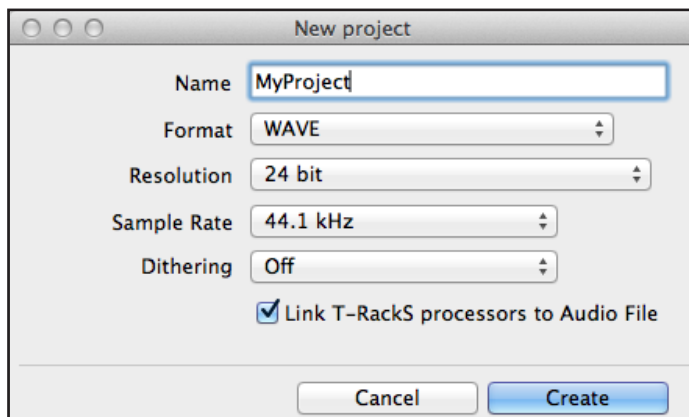 New project
Name MyProject
Format WAVE
Resolution 24 bit
Sample Rate 44.1 kHz
Dithering Off
Link T-RackS processors to Audio File
Cancel Create